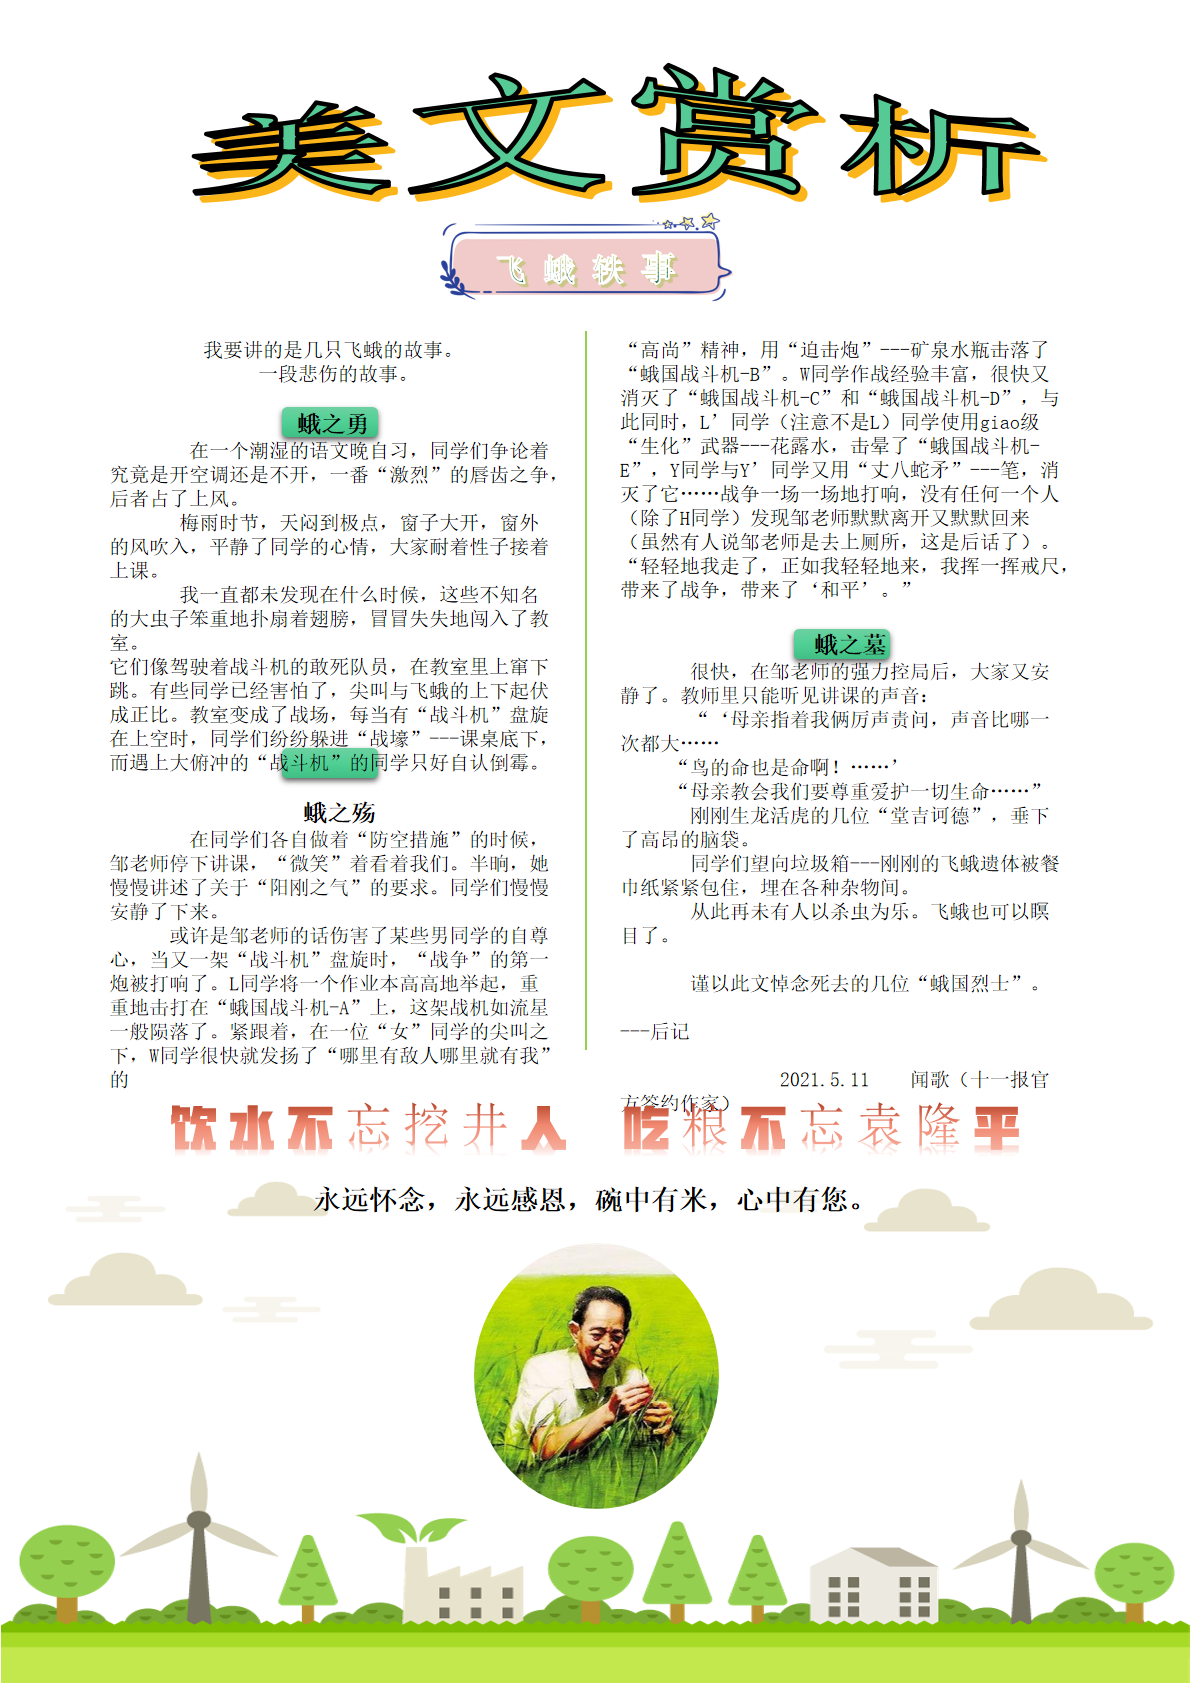 美文赏析
飞蛾轶事
我要讲的是几只飞蛾的故事。
一段悲伤的故事。
蛾之勇
在一个潮湿的语文晚自习，同学们争论着
究竟是开空调还是不开，一番“激烈”的唇齿之争，
后者占了上风。
梅雨时节，天闷到极点，窗子大开，窗外
的风吹入，平静了同学的心情，大家耐着性子接着
上课。
我一直都未发现在什么时候，这些不知名
的大虫子笨重地扑扇着翅膀，冒冒失失地闯入了教
室。
它们像驾驶着战斗机的敢死队员，在教室里上窜下
跳。有些同学已经害怕了，尖叫与飞蛾的上下起伏
成正比。教室变成了战场，每当有“战斗机”盘旋
在上空时，同学们纷纷躲进“战壕”---课桌底下，
而遇上大俯冲的“战斗机”的同学只好自认倒霉。
蛾之殇
在同学们各自做着“防空措施”的时候，
邹老师停下讲课，“微笑”着看着我们。半晌，她
慢慢讲述了关于“阳刚之气”的要求。同学们慢慢
安静了下来。
或许是邹老师的话伤害了某些男同学的自尊
心，当又一架“战斗机”盘旋时，“战争”的第一
炮被打响了。L同学将一个作业本高高地举起，重
重地击打在“蛾国战斗机-A”上，这架战机如流星
一般陨落了。紧跟着，在一位“女”同学的尖叫之
下，W同学很快就发扬了“哪里有敌人哪里就有我”
的
“高尚”精神，用“迫击炮”---矿泉水瓶击落了
“蛾国战斗机-B”。W同学作战经验丰富，很快又
消灭了“蛾国战斗机-C”和“蛾国战斗机-D”，与
此同时，L’同学（注意不是L）同学使用giao级
“生化”武器---花露水，击晕了“蛾国战斗机-
E”，Y同学与Y’同学又用“丈八蛇矛”---笔，消
灭了它……战争一场一场地打响，没有任何一个人
（除了H同学）发现邹老师默默离开又默默回来
（虽然有人说邹老师是去上厕所，这是后话了）。
“轻轻地我走了，正如我轻轻地来，我挥一挥戒尺，
带来了战争，带来了‘和平’。”
蛾之墓
很快，在邹老师的强力控局后，大家又安
静了。教师里只能听见讲课的声音：
“‘母亲指着我俩厉声责问，声音比哪一
次都大……
“鸟的命也是命啊！……’
“母亲教会我们要尊重爱护一切生命……”
刚刚生龙活虎的几位“堂吉诃德”，垂下
了高昂的脑袋。
同学们望向垃圾箱---刚刚的飞蛾遗体被餐
巾纸紧紧包住，埋在各种杂物间。
从此再未有人以杀虫为乐。飞蛾也可以瞑
目了。
谨以此文悼念死去的几位“蛾国烈士”。
---后记
2021.5.11 闻歌（十一报官
方签约作家）
饮水不忘挖井人 吃粮不忘袁隆平
永远怀念，永远感恩，碗中有米，心中有您。